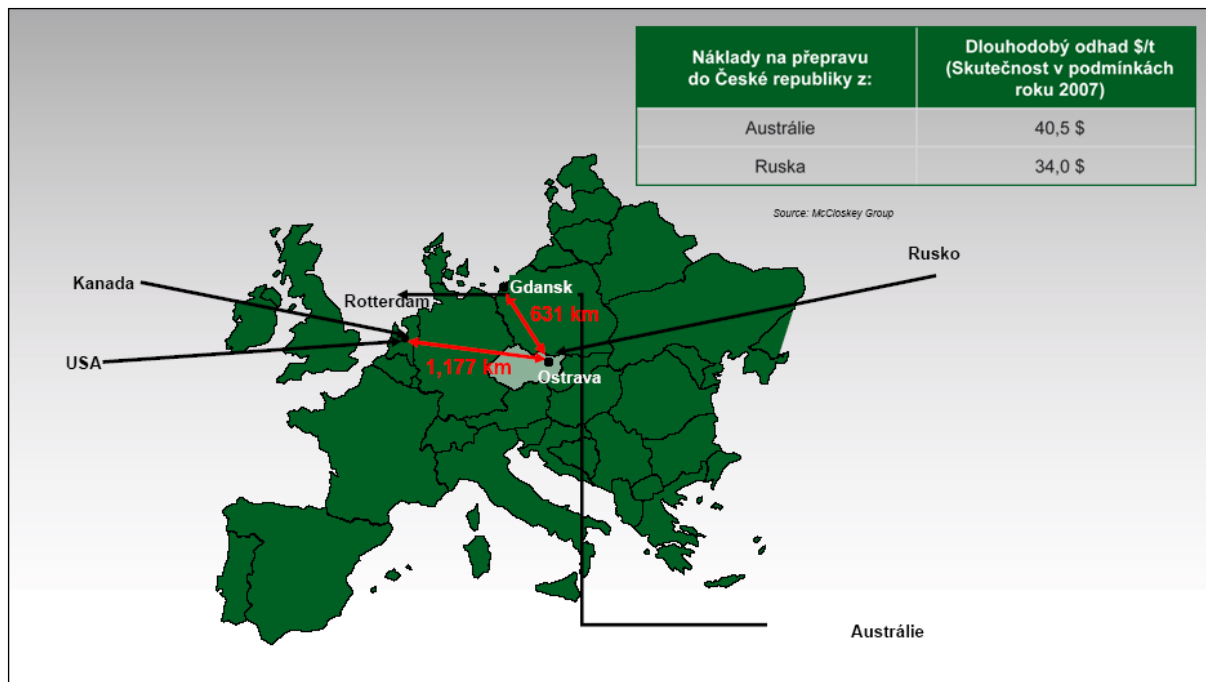 Náklady na přepravu
do České republiky z:
Dlouhodobý odhad $/t
(Skutečnost v podmínkách
roku 2007)
Austrálie
40,5 $
Ruska
34,0 $
Source: McCloskey Group
Rusko
Kanada
Gdansk
Rotterdam
631 km
USA
1,177 km
Ostrava
Austrálie